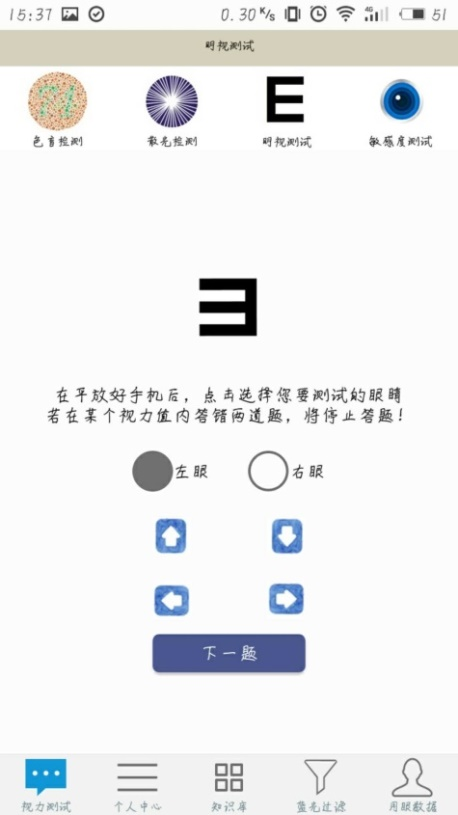 15:37 0.30 K/s 4G 51
明视测试
色盲检测 散光检测 明视测试 敏感度测试
在平放好手机后，点击选择您要测试的眼睛
若在某个视力值内答错两道题，将停止答题！
左眼 右眼
下一题
视力测试 个人中心 知识库 蓝光过滤 用眼数据